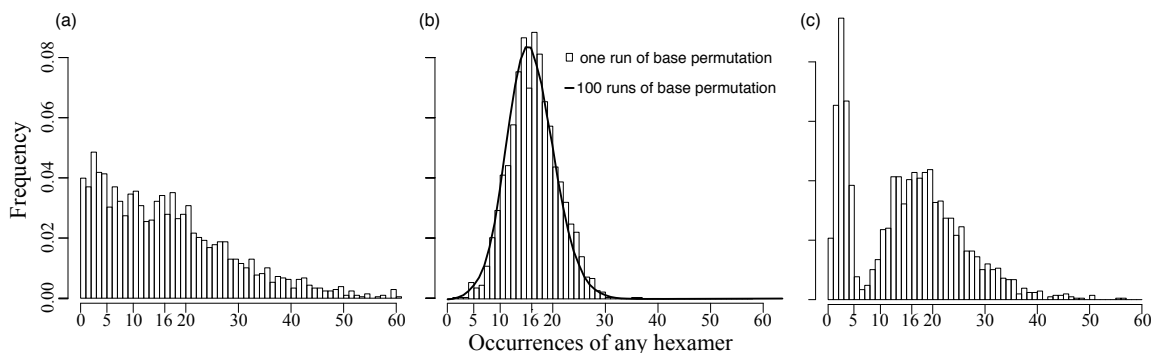 (a)
(b)
(c)
Frequency
0.00 0.02 0.04 0.06 0.08
one run of base permutation
100 runs of base permutation
0 5 10 16 20 30 40 50 60
0 5 10 16 20 30 40 50 60
0 5 10 16 20 30 40 50 60
Occurrences of any hexamer